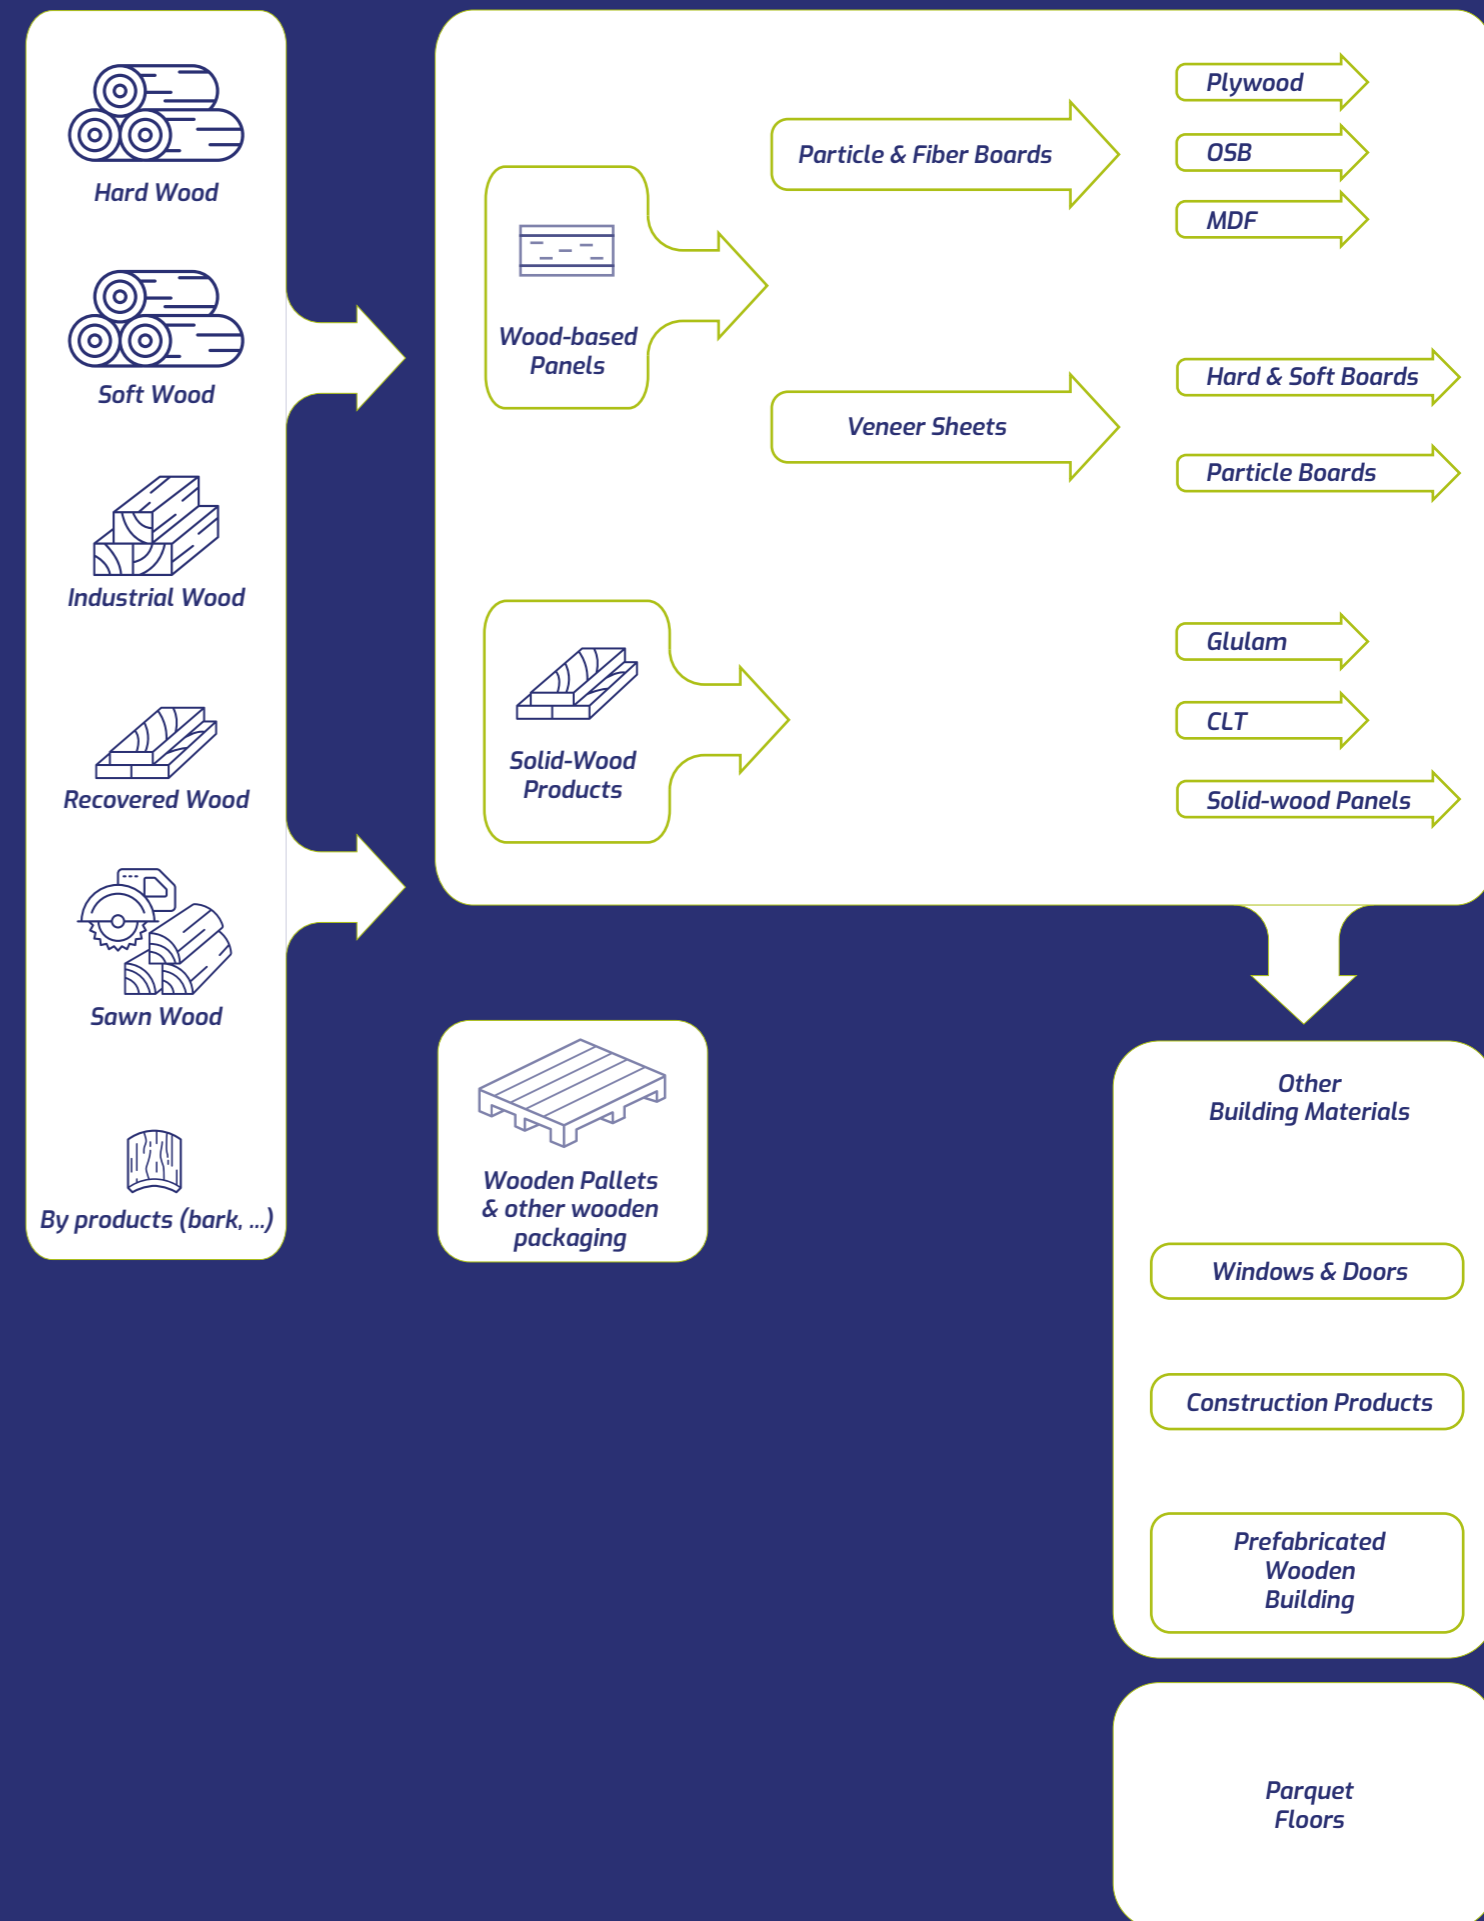 Hard Wood
Soft Wood
Industrial Wood
Recovered Wood
Sawn Wood
By products (bark, ...)
Wood-based
Panels
Particle & Fiber Boards
Plywood
OSB
MDF
Veneer Sheets
Hard & Soft Boards
Particle Boards
Solid-Wood
Products
Glulam
CLT
Solid-wood Panels
Wooden Pallets
& other wooden
packaging
Other
Building Materials
Windows & Doors
Construction Products
Prefabricated
Wooden
Building
Parquet
Floors